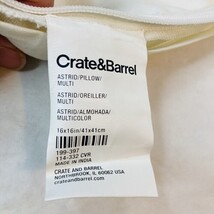 Crate&Barrel
ASTRID/PILLOW/
MULTI
ASTRID/OREILLER/
MULTI
ASTRID/ALMOHADA/
MULTICOLOR
16x16in/41x41cm
199-397
114-332 CVR
MADE IN INDIA
CRATE AND BARREL
NORTHBROOK, IL 60062 USA
crateandbarrel.com